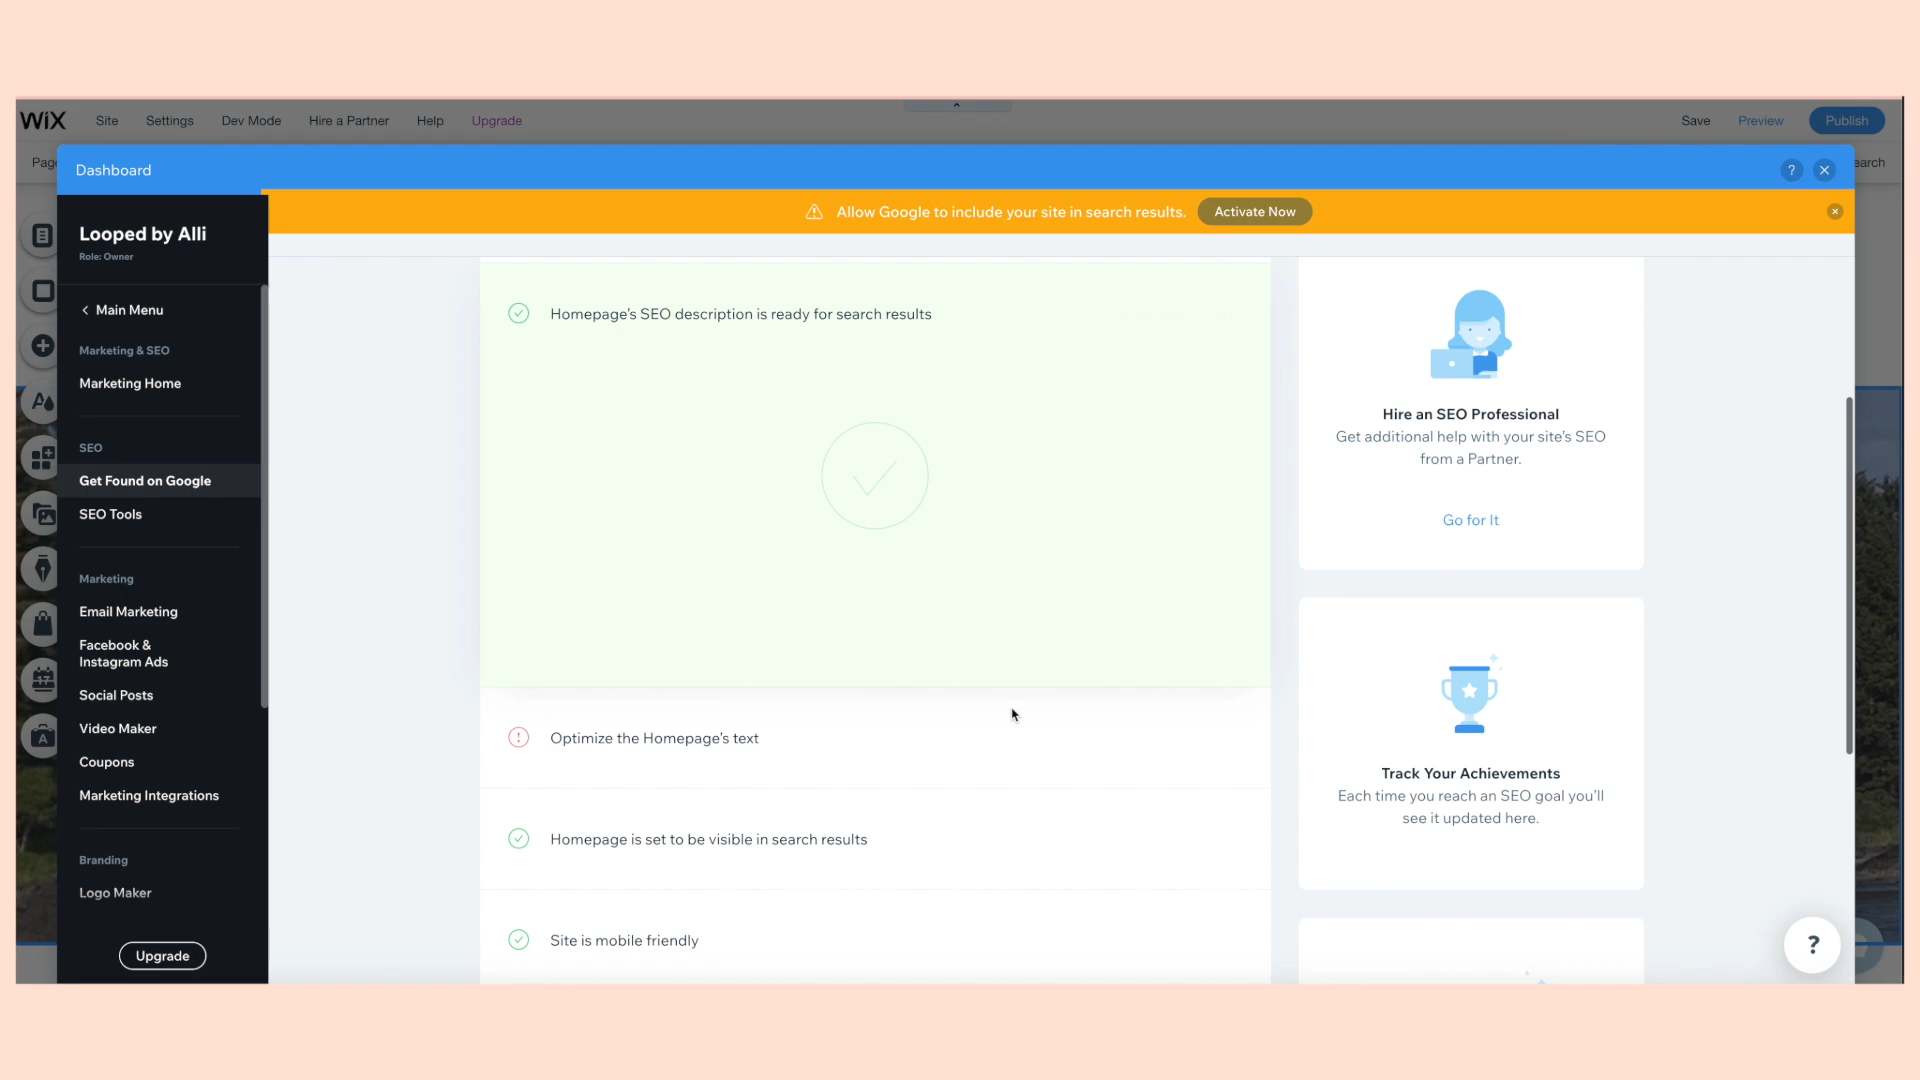 WiX
Site
Settings
Dev Mode
Hire a Partner
Help
Upgrade
Save
Preview
Publish
Page
earch
Dashboard
?
Allow Google to include your site in search results.
Activate Now
Looped by Alli
Role: Owner
Main Menu
Marketing & SEO
Marketing Home
SEO
Get Found on Google
SEO Tools
Marketing
Email Marketing
Facebook &
Instagram Ads
Social Posts
Video Maker
Coupons
Marketing Integrations
Branding
Logo Maker
Upgrade
A
17
A
Homepage's SEO description is ready for search results
Optimize the Homepage's text
Homepage is set to be visible in search results
Site is mobile friendly
Hire an SEO Professional
Get additional help with your site's SEO
from a Partner.
Go for It
Track Your Achievements
Each time you reach an SEO goal you'll
see it updated here.
?